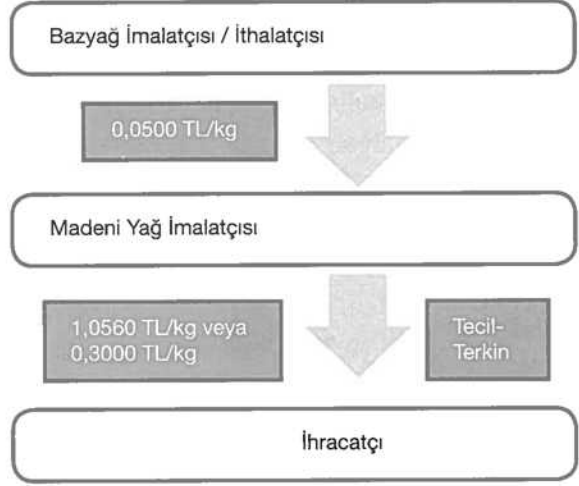 Bazyağ İmalatçısı / İthalatçısı
0,0500 TL/kg
Madeni Yağ İmalatçısı
1,0560 TL/kg veya
0,3000 TL/kg
Tecil-
Terkin
İhracatçı